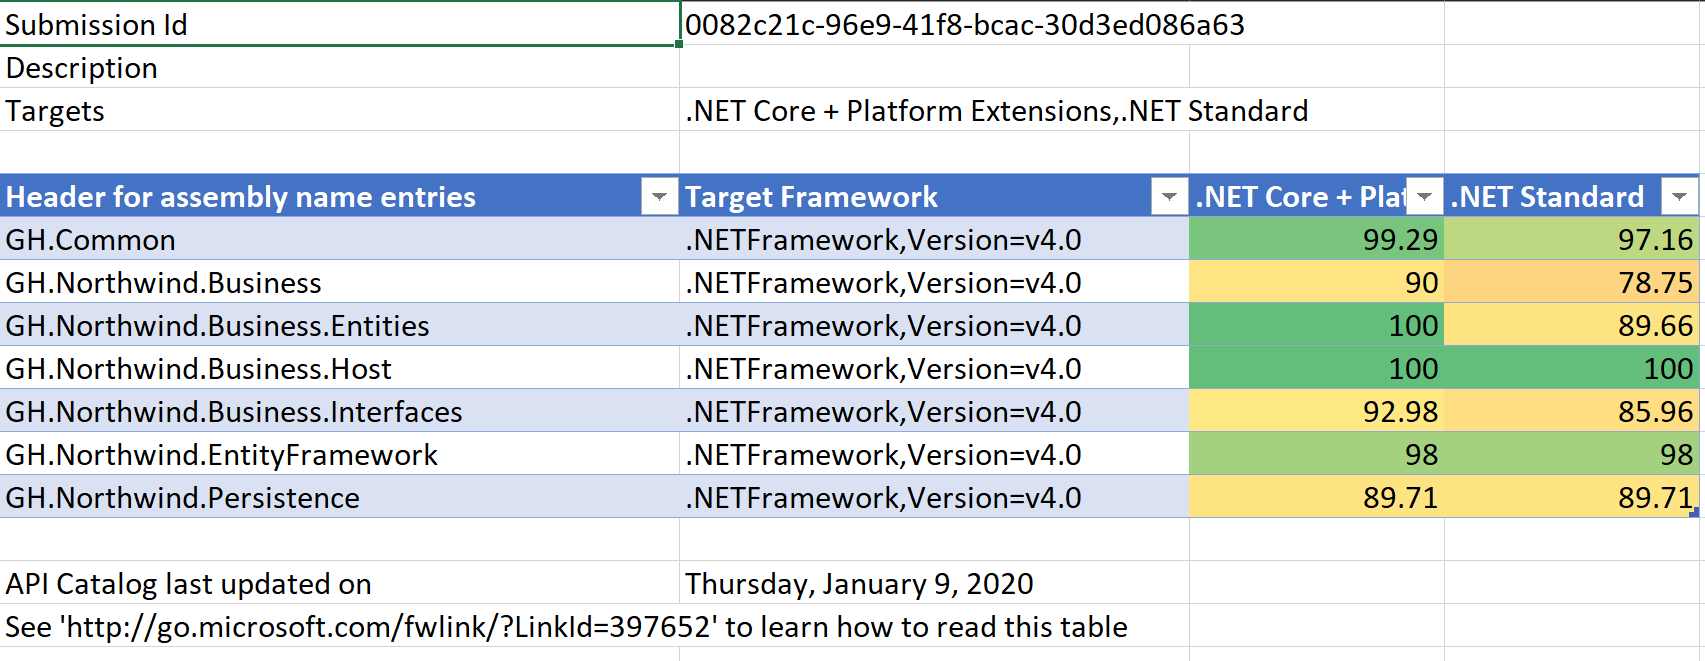 Submission Id 0082c21c-96e9-41f8-bcac-30d3ed086a63
Description
Targets .NET Core + Platform Extensions,.NET Standard
Header for assembly name entries Target Framework .NET Core + Plat .NET Standard
GH.Common .NETFramework,Version=v4.0 99.29 97.16
GH.Northwind.Business .NETFramework,Version=v4.0 90 78.75
GH.Northwind.Business.Entities .NETFramework,Version=v4.0 100 89.66
GH.Northwind.Business.Host .NETFramework,Version=v4.0 100 100
GH.Northwind.Business.Interfaces .NETFramework,Version=v4.0 92.98 85.96
GH.Northwind.EntityFramework .NETFramework,Version=v4.0 98 98
GH.Northwind.Persistence .NETFramework,Version=v4.0 89.71 89.71
API Catalog last updated on Thursday, January 9, 2020
See 'http://go.microsoft.com/fwlink/?LinkId=397652' to learn how to read this table